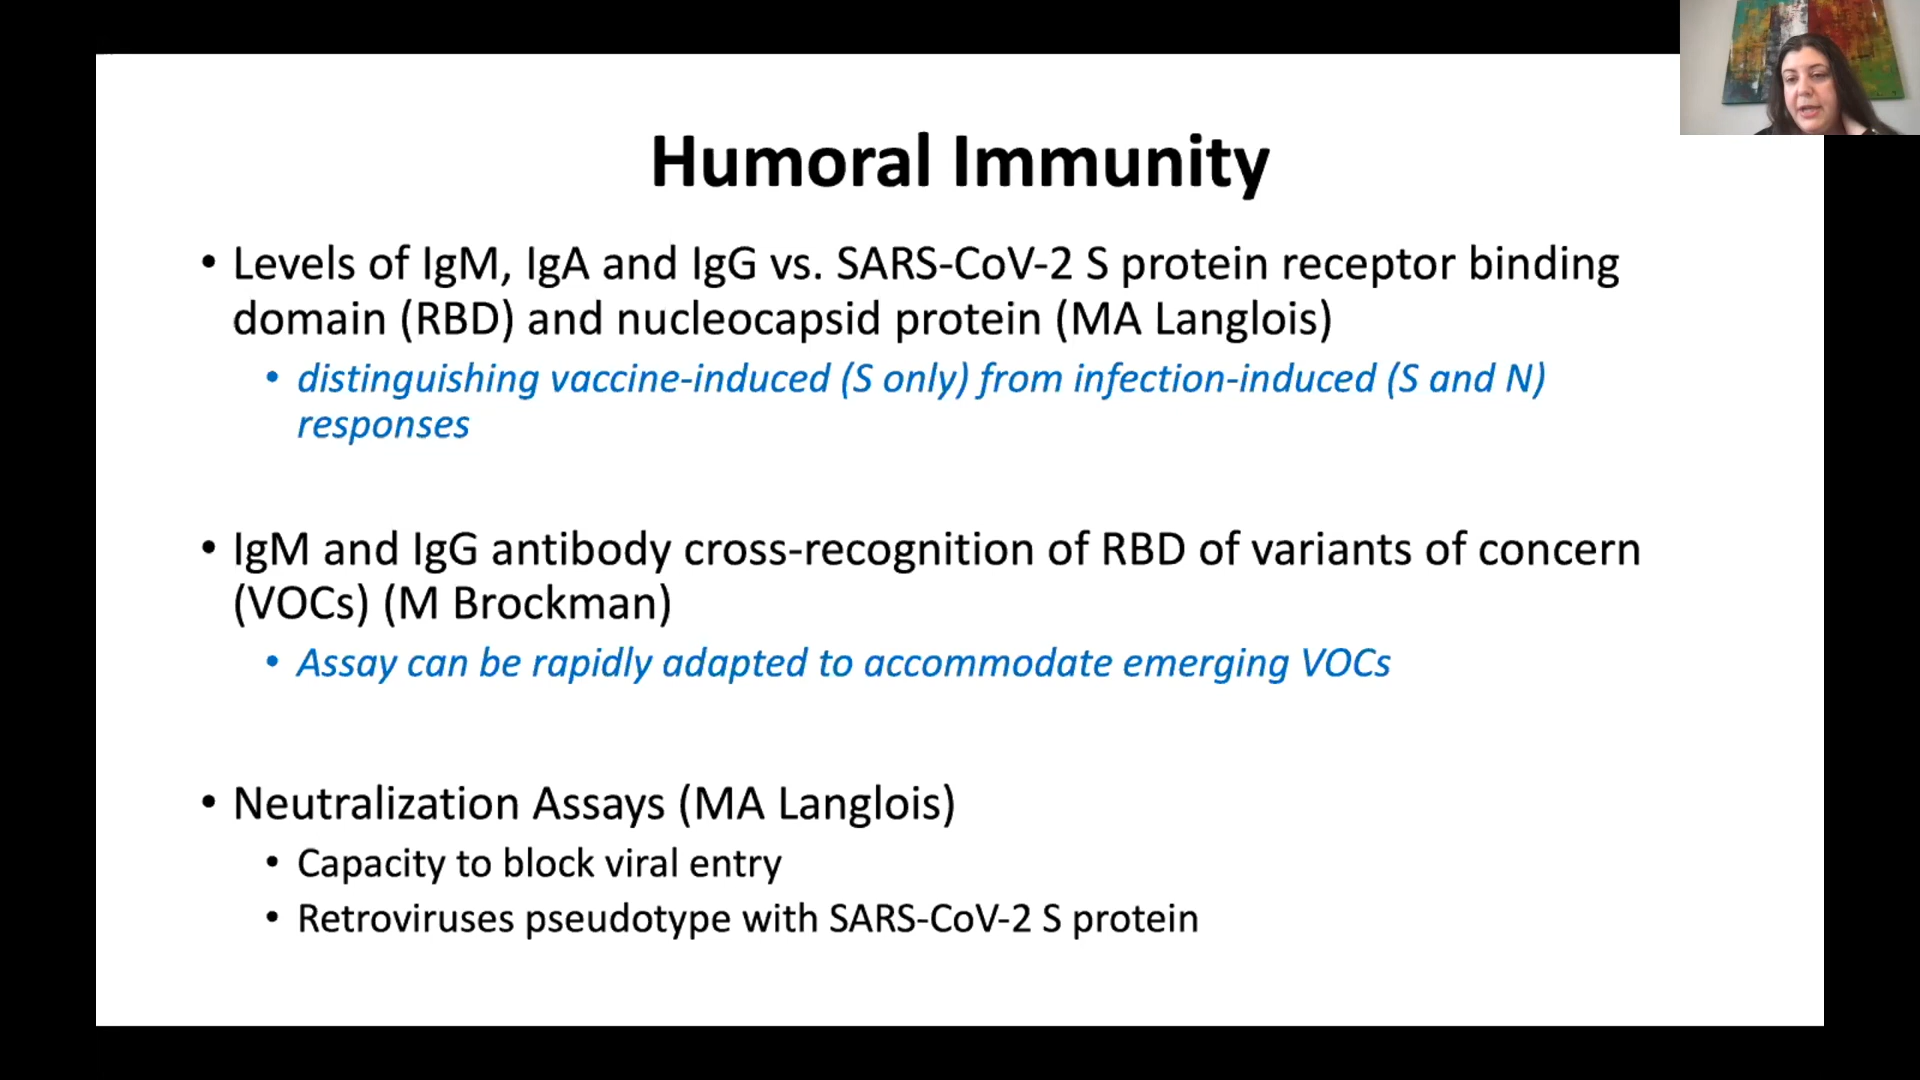 Humoral Immunity
• Levels of IgM, IgA and IgG vs. SARS-CoV-2 S protein receptor binding
domain (RBD) and nucleocapsid protein (MA Langlois)
• distinguishing vaccine-induced (S only) from infection-induced (S and N)
responses
• IgM and IgG antibody cross-recognition of RBD of variants of concern
(VOCs) (M Brockman)
• Assay can be rapidly adapted to accommodate emerging VOCs
• Neutralization Assays (MA Langlois)
• Capacity to block viral entry
• Retroviruses pseudotype with SARS-CoV-2 S protein